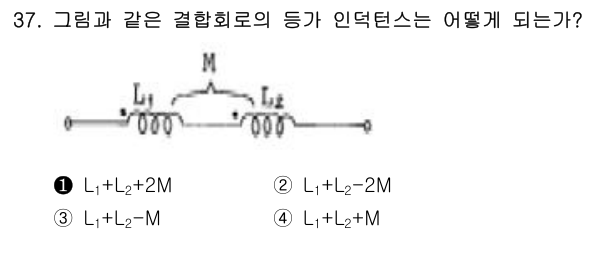 37. 그림과 같은 결합회로의 등가 인덕턴스는 어떻게 되는가?
M
L₁ L₂
❶ L₁+L₂+2M ② L₁+L₂-2M
③ L₁+L₂-M ④ L₁+L₂+M